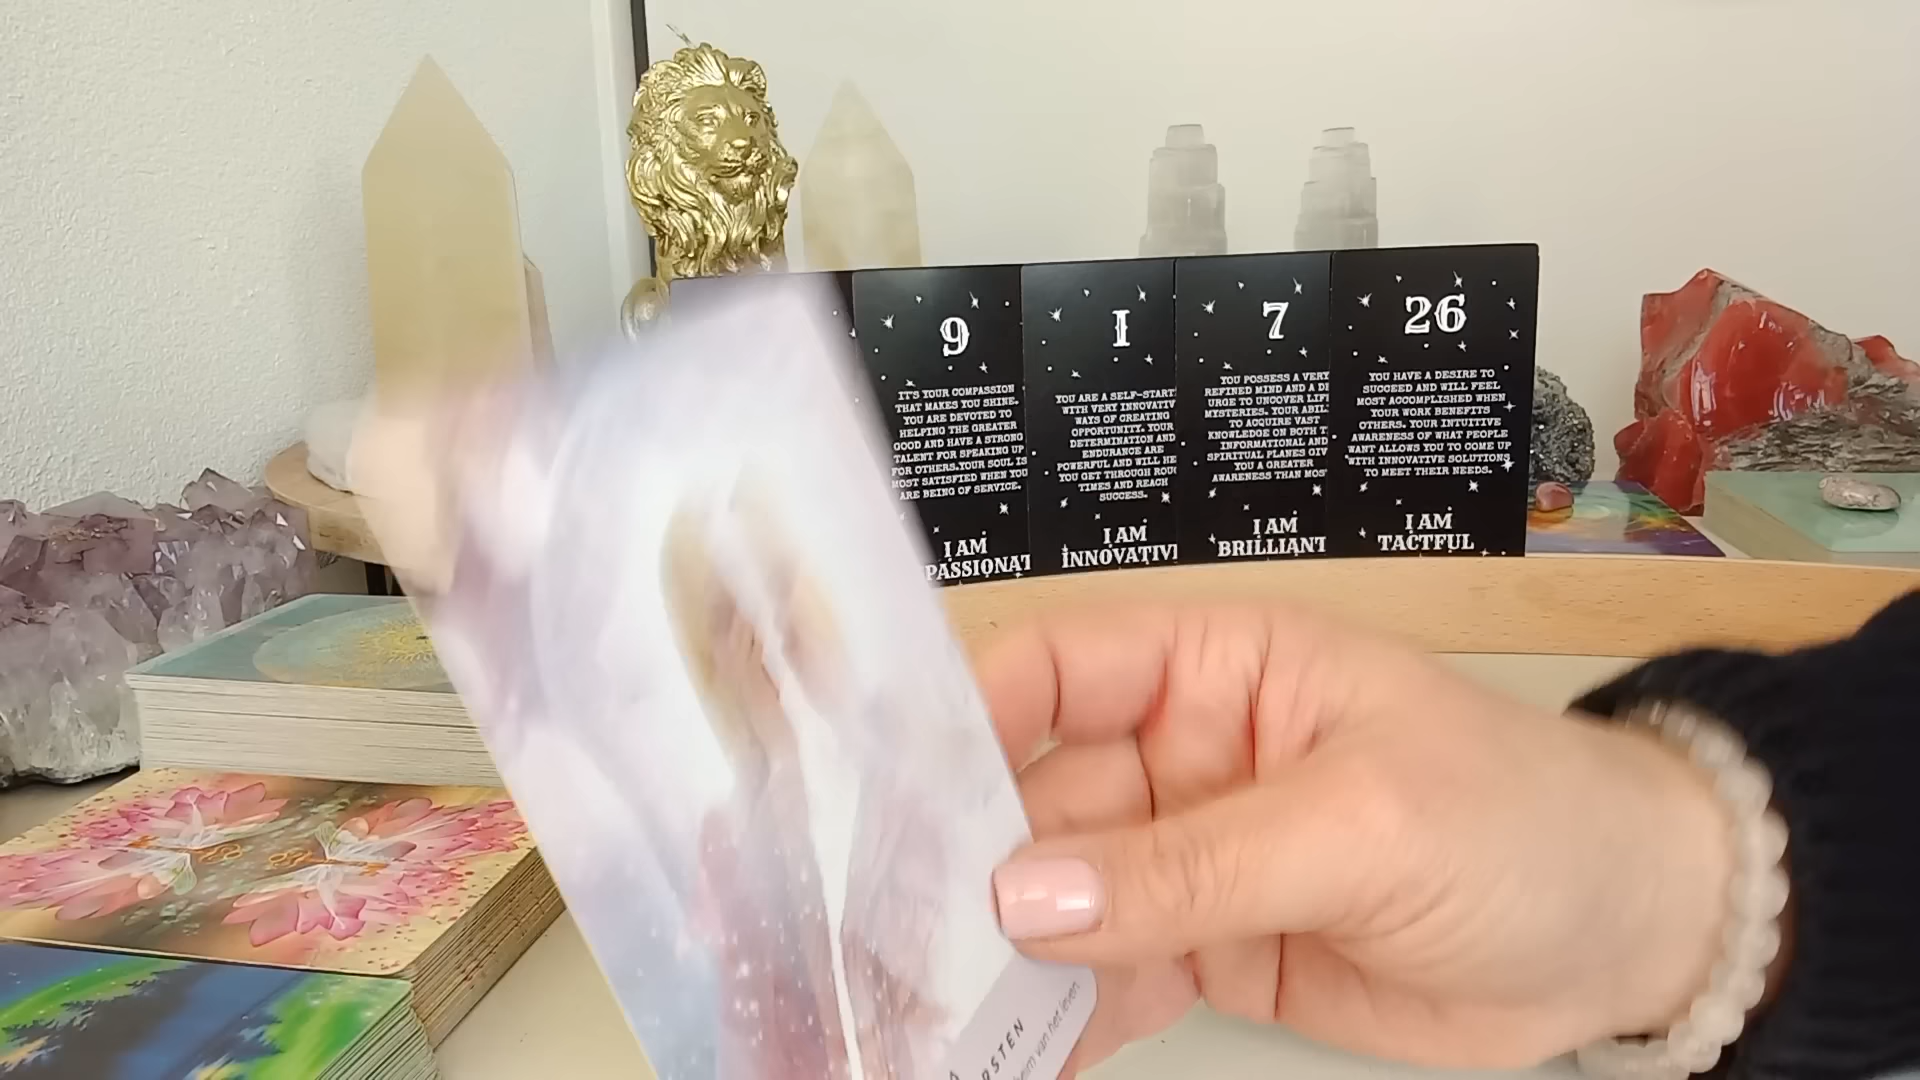 9
IT'S YOUR COMPASSION
THAT MAKES YOU SHINE.
YOU ARE DEVOTED TO
HELPING THE GREATER
GOOD AND HAVE A STRONG
TALENT FOR SPEAKING UP
FOR OTHERS. YOUR SOUL IS
MOST SATISFIED WHEN YOU
ARE BEING OF SERVICE.
I AM
PASSIONAT
1
YOU ARE A SELF-START
WITH VERY INNOVATIV
WAYS OF CREATING
OPPORTUNITY. YOUR
DETERMINATION AND
ENDURANCE ARE
POWERFUL AND WILL HE
YOU GET THROUGH ROU
TIMES AND REACH
SUCCESS.
I AM
INNOVATIV
7
YOU POSSESS A VERY
REFINED MIND AND A DE
URGE TO UNCOVER LIF
MYSTERIES. YOUR ABIL
TO ACQUIRE VAST
KNOWLEDGE ON BOTH T
INFORMATIONAL AND
SPIRITUAL PLANES GIV
YOU A GREATER
AWARENESS THAN MOS
I AM
BRILLIANT
26
YOU HAVE A DESIRE TO
SUCCEED AND WILL FEEL
MOST ACCOMPLISHED WHEN
YOUR WORK BENEFITS
OTHERS. YOUR INTUITIVE
AWARENESS OF WHAT PEOPLE
WANT ALLOWS YOU TO COME UP
WITH INNOVATIVE SOLUTIONS
TO MEET THEIR NEEDS.
I AM
TACTFUL
RSTEN
van het leven